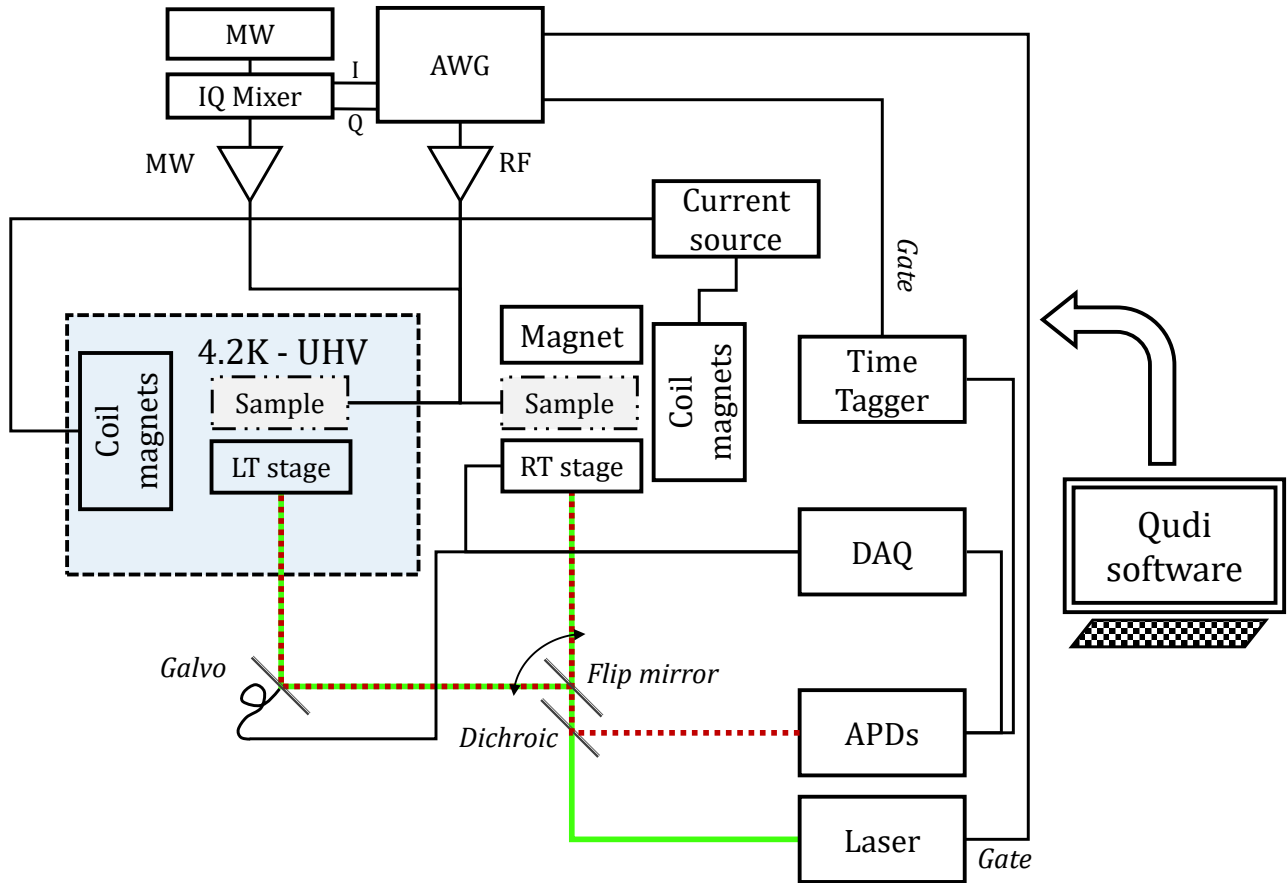 MW
IQ Mixer
I
Q
AWG
MW
RF
Current
source
Gate
4.2K - UHV
Coil
magnets
Sample
LT stage
Magnet
Sample
RT stage
Coil
magnets
Time
Tagger
DAQ
Qudi
software
Galvo
Flip mirror
Dichroic
APDs
Laser
Gate